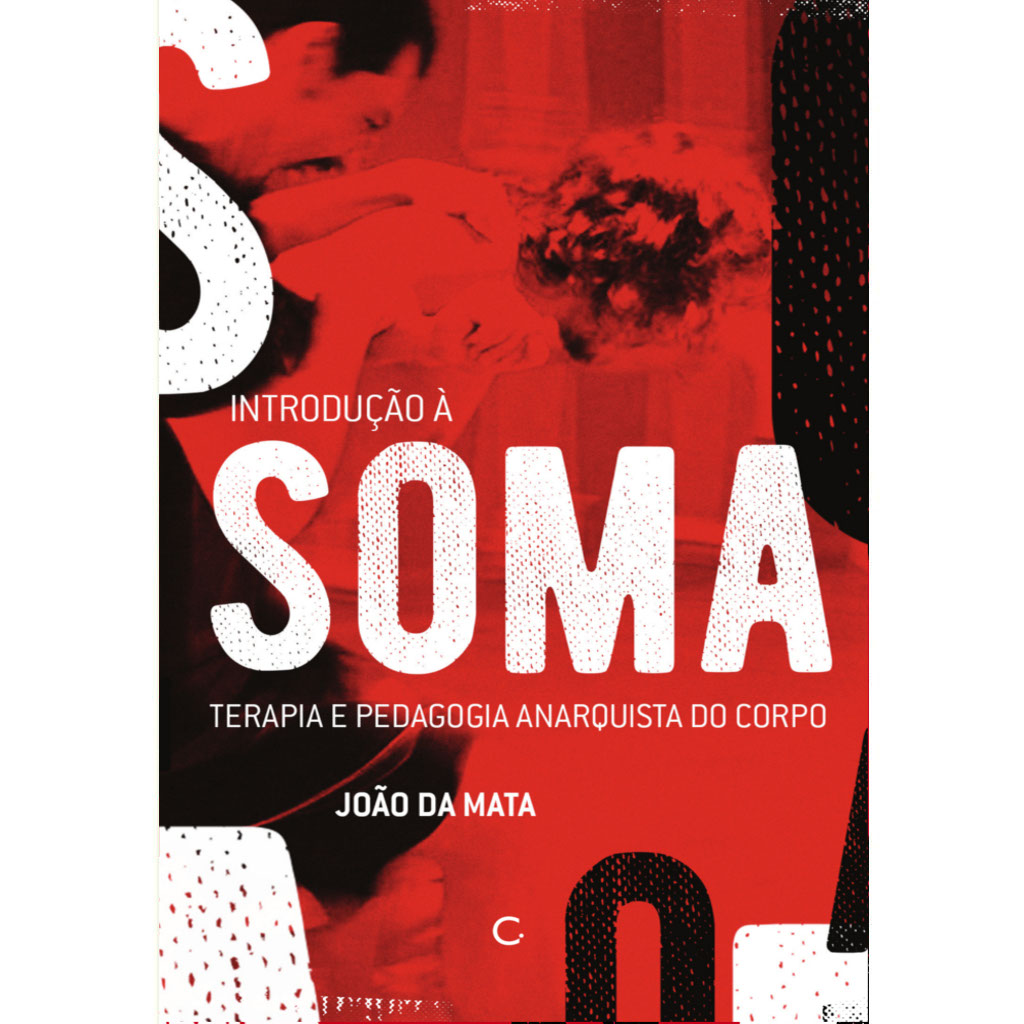 INTRODUÇÃO À
SOMA
TERAPIA E PEDAGOGIA ANARQUISTA DO CORPO
JOÃO DA MATA
C.